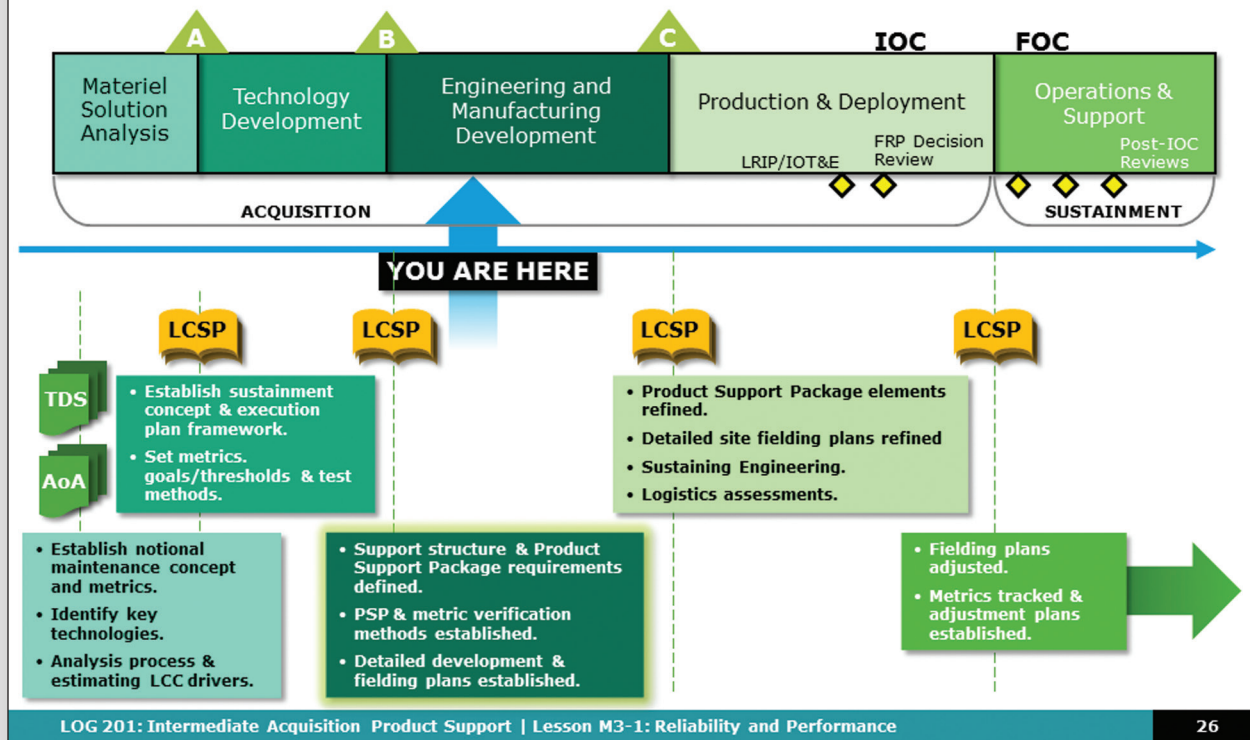 A
B
C
IOC
FOC
Materiel
Solution
Analysis
Technology
Development
Engineering and
Manufacturing
Development
Production & Deployment
LRIP/IOT&E
FRP Decision
Review
Operations &
Support
Post-IOC
Reviews
ACQUISITION
SUSTAINMENT
YOU ARE HERE
LCSP
LCSP
LCSP
LCSP
TDS
AoA
• Establish sustainment
concept & execution
plan framework.
• Set metrics.
goals/thresholds & test
methods.
• Product Support Package elements
refined.
• Detailed site fielding plans refined
• Sustaining Engineering.
• Logistics assessments.
• Establish notional
maintenance concept
and metrics.
• Identify key
technologies.
• Analysis process &
estimating LCC drivers.
• Support structure & Product
Support Package requirements
defined.
• PSP & metric verification
methods established.
• Detailed development &
fielding plans established.
• Fielding plans
adjusted.
• Metrics tracked &
adjustment plans
established.
LOG 201: Intermediate Acquisition Product Support | Lesson M3-1: Reliability and Performance
26